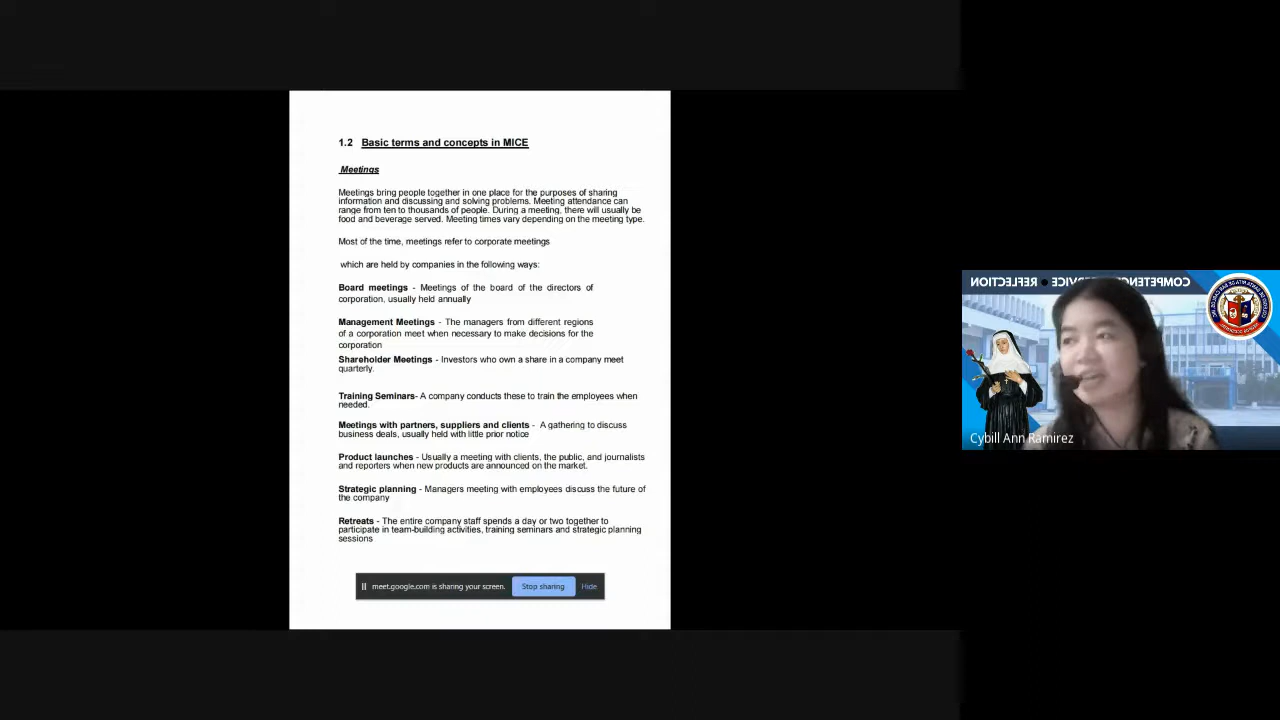 1.2 Basic terms and concepts in MICE
Meetings
Meetings bring people together in one place for the purposes of sharing
information and discussing and solving problems. Meeting attendance can
range from ten to thousands of people. During a meeting, there will usually be
food and beverage served. Meeting times vary depending on the meeting type.
Most of the time, meetings refer to corporate meetings
which are held by companies in the following ways:
Board meetings - Meetings of the board of the directors of
corporation, usually held annually
Management Meetings - The managers from different regions
of a corporation meet when necessary to make decisions for the
corporation
Shareholder Meetings - Investors who own a share in a company meet
quarterly.
Training Seminars- A company conducts these to train the employees when
needed.
Meetings with partners, suppliers and clients - A gathering to discuss
business deals, usually held with little prior notice
Product launches - Usually a meeting with clients, the public, and journalists
and reporters when new products are announced on the market.
Strategic planning - Managers meeting with employees discuss the future of
the company
Retreats - The entire company staff spends a day or two together to
participate in team-building activities, training seminars and strategic planning
sessions
meet.google.com is sharing your screen. Stop sharing Hide
REFLECTION
Cybill Ann Ramirez